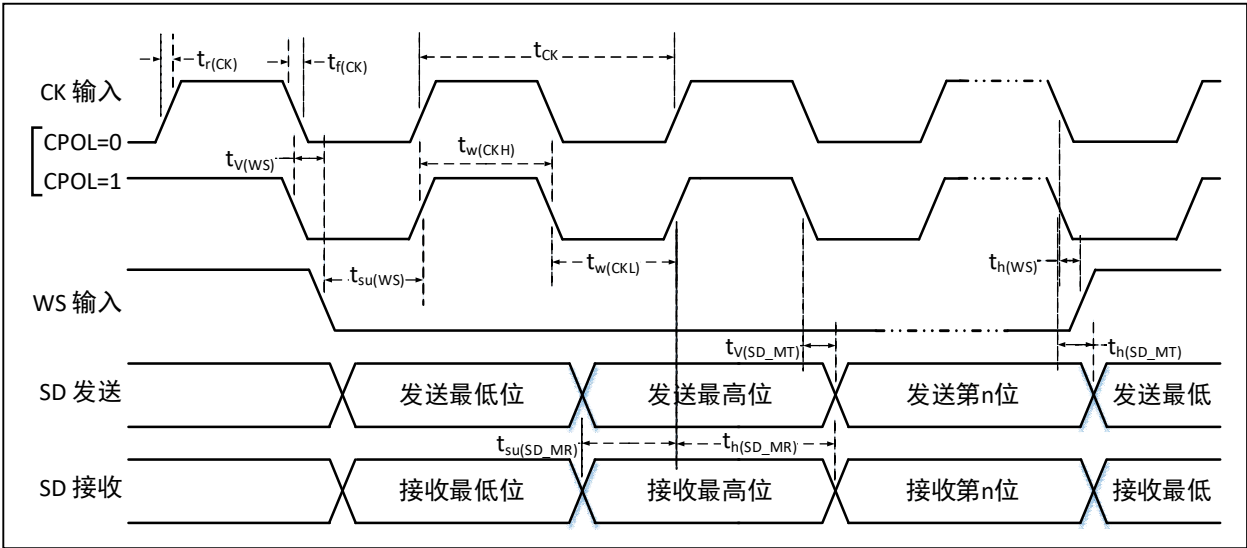 t_r(CK)
t_f(CK)
t_CK
CK 输入
CPOL=0
CPOL=1
t_V(WS)
t_w(CKH)
t_su(WS)
t_w(CKL)
t_h(WS)
WS 输入
t_V(SD_MT)
t_h(SD_MT)
SD 发送
发送最低位
发送最高位
发送第n位
发送最低
t_su(SD_MR)
t_h(SD_MR)
SD 接收
接收最低位
接收最高位
接收第n位
接收最低